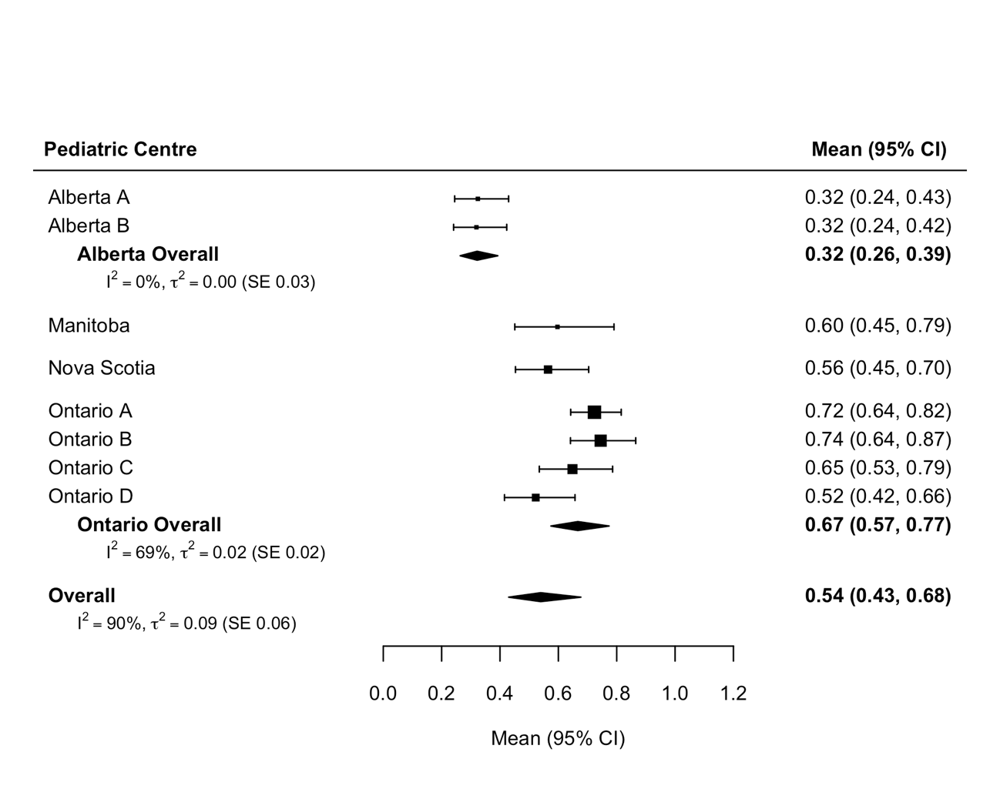 Pediatric Centre Mean (95% CI)
Alberta A 0.32 (0.24, 0.43)
Alberta B 0.32 (0.24, 0.42)
Alberta Overall 0.32 (0.26, 0.39)
I² = 0%, τ² = 0.00 (SE 0.03)
Manitoba 0.60 (0.45, 0.79)
Nova Scotia 0.56 (0.45, 0.70)
Ontario A 0.72 (0.64, 0.82)
Ontario B 0.74 (0.64, 0.87)
Ontario C 0.65 (0.53, 0.79)
Ontario D 0.52 (0.42, 0.66)
Ontario Overall 0.67 (0.57, 0.77)
I² = 69%, τ² = 0.02 (SE 0.02)
Overall 0.54 (0.43, 0.68)
I² = 90%, τ² = 0.09 (SE 0.06)
0.0 0.2 0.4 0.6 0.8 1.0 1.2
Mean (95% CI)